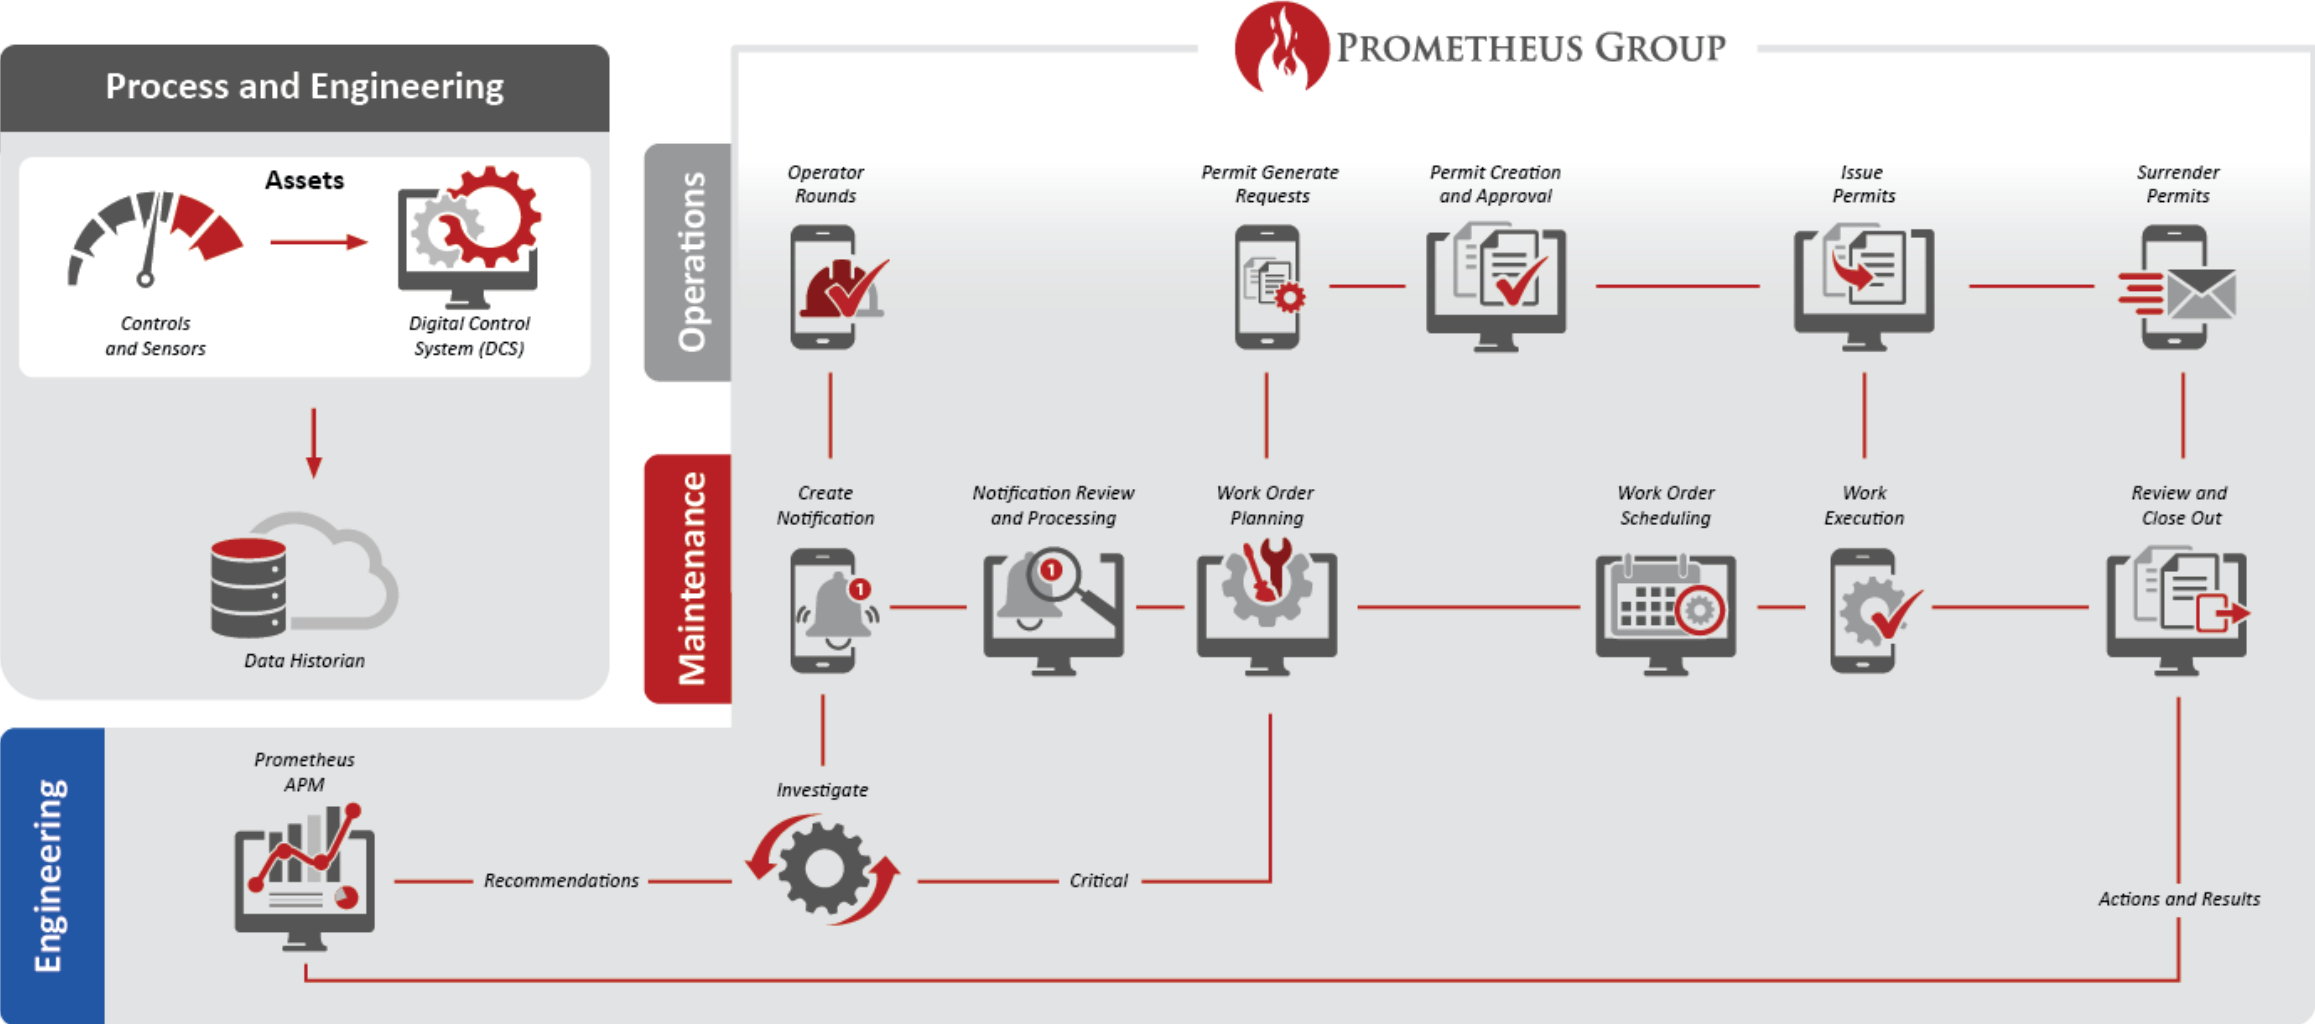 PROMETHEUS GROUP
Process and Engineering
Assets
Controls
and Sensors
Digital Control
System (DCS)
Data Historian
Operations
Operator
Rounds
Permit Generate
Requests
Permit Creation
and Approval
Issue
Permits
Surrender
Permits
Maintenance
Create
Notification
1
Notification Review
and Processing
1
Work Order
Planning
Work Order
Scheduling
Work
Execution
Review and
Close Out
Engineering
Prometheus
APM
Recommendations
Investigate
Critical
Actions and Results